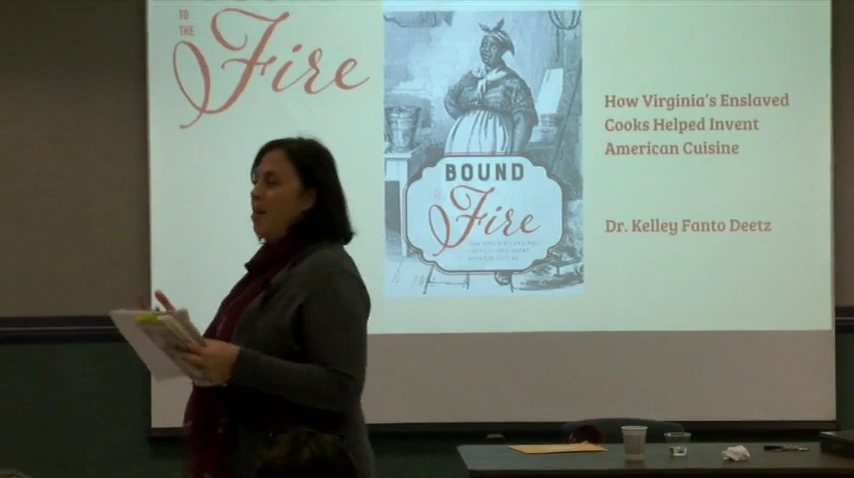 TO
THE
Fire
BOUND
Fire
How Virginia's Enslaved
Cooks Helped Invent
American Cuisine
Dr. Kelley Fanto Deetz